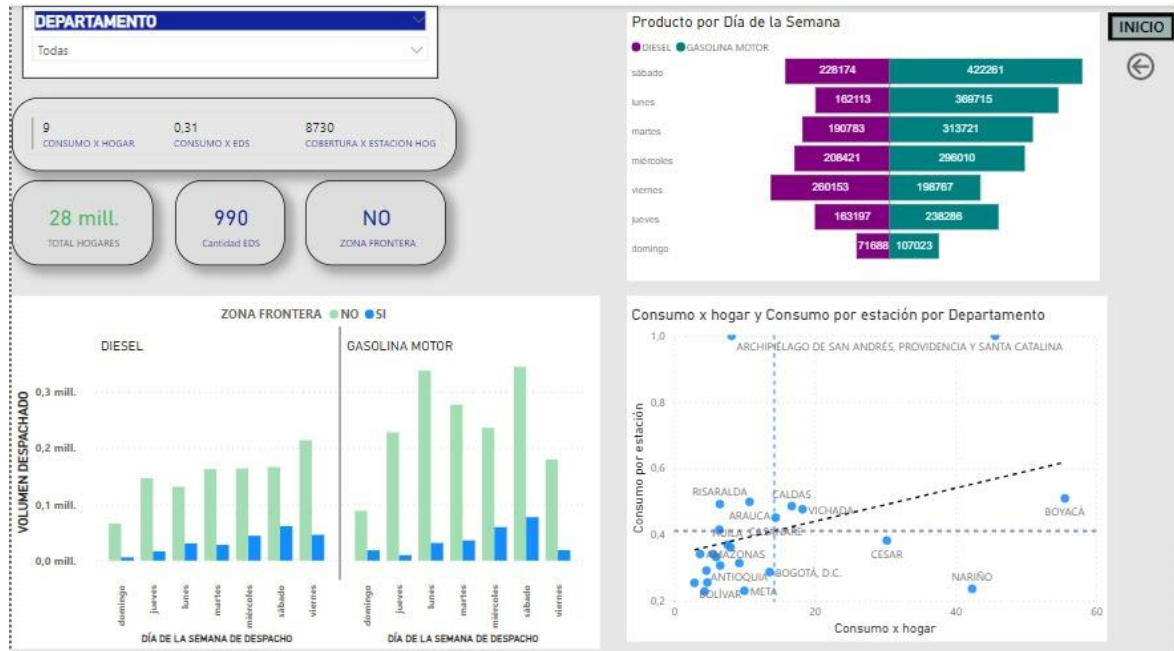 DEPARTAMENTO
Todas
INICIO
9
CONSUMO X HOGAR
0,31
CONSUMO X EDS
8730
COBERTURA X ESTACION HOG
28 mill.
TOTAL HOGARES
990
Cantidad EDS
NO
ZONA FRONTERA
Producto por Día de la Semana
DIESEL GASOLINA MOTOR
sábado 228174 422261
lunes 162113 369715
martes 190783 313721
miércoles 208421 296010
viernes 260153 198767
jueves 163197 238286
domingo 71688 107023
ZONA FRONTERA NO SI
DIESEL
GASOLINA MOTOR
VOLUMEN DESPACHADO
0,3 mill.
0,2 mill.
0,1 mill.
0,0 mill.
domingo
jueves
lunes
martes
miércoles
sábado
viernes
domingo
jueves
lunes
martes
miércoles
sábado
viernes
DÍA DE LA SEMANA DE DESPACHO
DÍA DE LA SEMANA DE DESPACHO
Consumo x hogar y Consumo por estación por Departamento
Consumo por estación
1,0
0,8
0,6
0,4
0,2
ARCHIPIÉLAGO DE SAN ANDRÉS, PROVIDENCIA Y SANTA CATALINA
RISARALDA
CALDAS
VICHADA
ARAUCA
BOYACÁ
HUILA
CASANARE
AMAZONAS
CESAR
ANTIOQUIA
BOGOTÁ, D.C.
NARIÑO
BOLÍVAR
META
0
20
40
60
Consumo x hogar